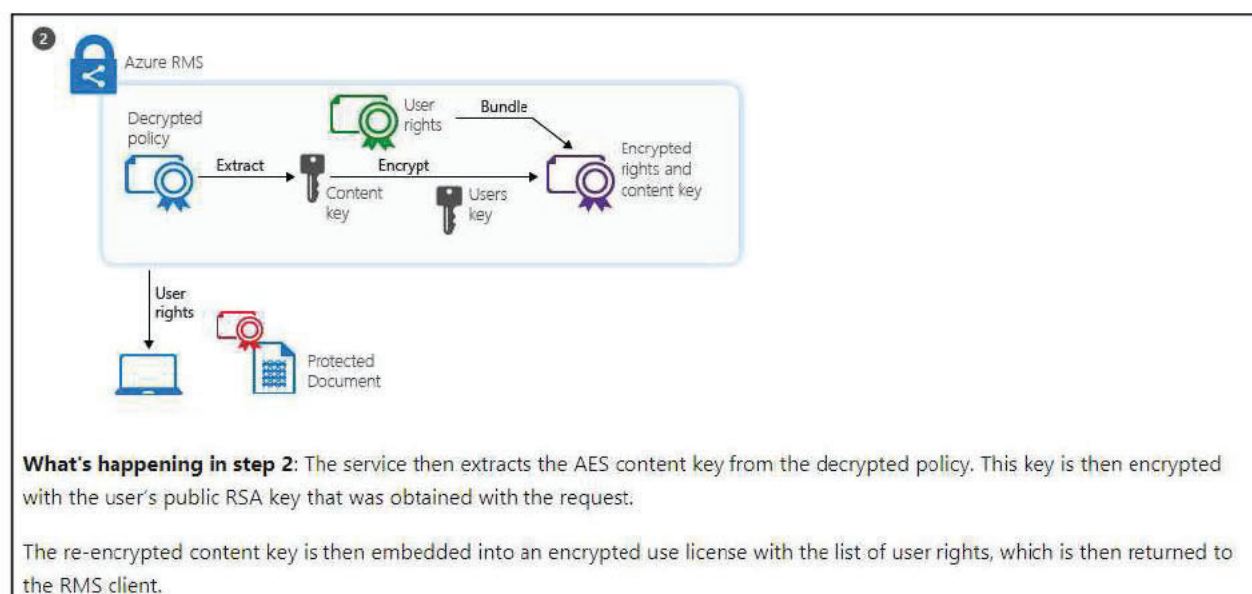 2
Azure RMS
Decrypted
policy
User
rights
Bundle
Extract
Encrypt
Encrypted
rights and
content key
Content
key
Users
key
User
rights
Protected
Document
What's happening in step 2: The service then extracts the AES content key from the decrypted policy. This key is then encrypted
with the user's public RSA key that was obtained with the request.
The re-encrypted content key is then embedded into an encrypted use license with the list of user rights, which is then returned to
the RMS client.